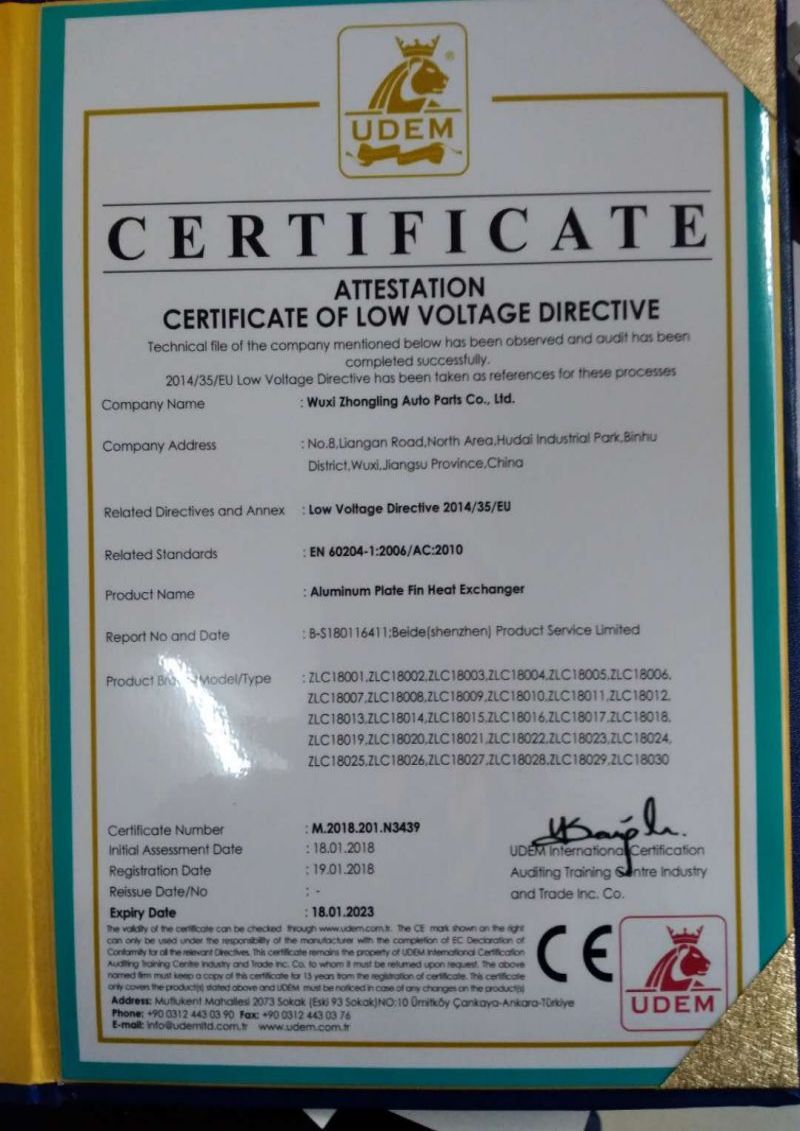 UDEM
CERTIFICATE
ATTESTATION
CERTIFICATE OF LOW VOLTAGE DIRECTIVE
Technical file of the company mentioned below has been observed and audit has been
completed successfully.
2014/35/EU Low Voltage Directive has been taken as references for these processes
Company Name : Wuxi Zhongling Auto Parts Co., Ltd.
Company Address : No.8,Liangan Road,North Area,Hudai Industrial Park,Binhu
District,Wuxi,Jiangsu Province,China
Related Directives and Annex : Low Voltage Directive 2014/35/EU
Related Standards : EN 60204-1:2006/AC:2010
Product Name : Aluminum Plate Fin Heat Exchanger
Report No and Date : B-S180116411;Beide(shenzhen) Product Service Limited
Product Model/Type : ZLC18001,ZLC18002,ZLC18003,ZLC18004,ZLC18005,ZLC18006,
ZLC18007,ZLC18008,ZLC18009,ZLC18010,ZLC18011,ZLC18012,
ZLC18013,ZLC18014,ZLC18015,ZLC18016,ZLC18017,ZLC18018,
ZLC18019,ZLC18020,ZLC18021,ZLC18022,ZLC18023,ZLC18024,
ZLC18025,ZLC18026,ZLC18027,ZLC18028,ZLC18029,ZLC18030
Certificate Number : M.2018.201.N3439
Initial Assessment Date : 18.01.2018
Registration Date : 19.01.2018
Reissue Date/No : -
Expiry Date : 18.01.2023
UDEM International Certification
Auditing Training Centre Industry
and Trade Inc. Co.
The validity of the certificate can be checked through www.udem.com.tr. The CE mark shown on the right
can only be used under the responsibility of the manufacturer with the completion of EC Declaration of
Conformity for all the relevant Directives. This certificate remains the property of UDEM International Certification
Auditing Training Centre Industry and Trade Inc. Co. to whom it must be returned upon request. The above
named firm must keep a copy of this certificate for 13 years from the registration of certificate. This certificate
only covers the product(s) stated above and UDEM must be noticed in case of any changes on the product(s)
Address: Mutlukent Mahallesi 2073 Sokak (Eski 93 Sokak)NO:10 Ümitköy Çankaya-Ankara-Türkiye
Phone: +90 0312 443 03 90 Fax: +90 0312 443 03 76
E-mail: info@udemltd.com.tr www.udem.com.tr
CE
UDEM